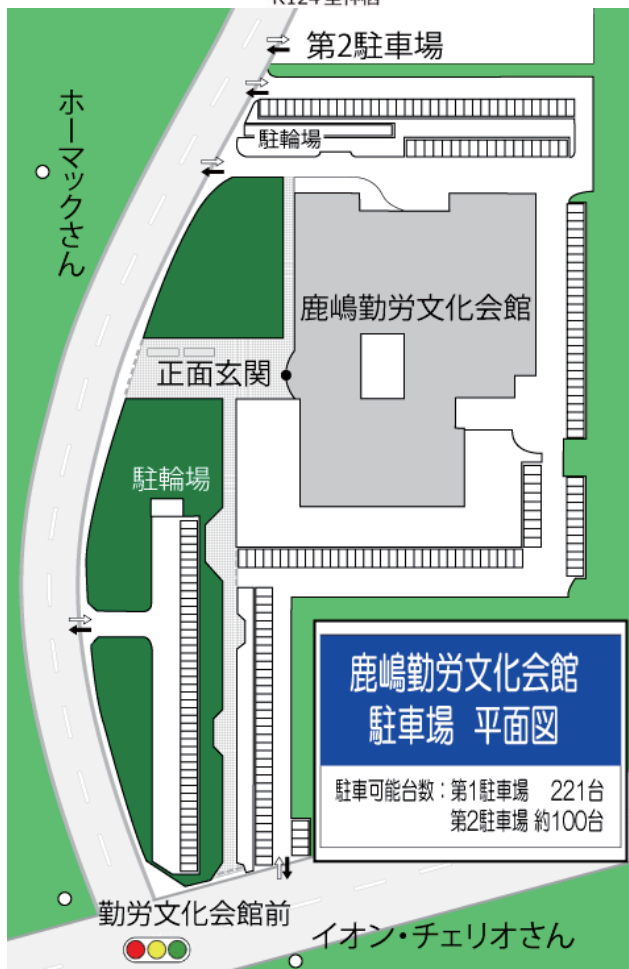 第2駐車場
駐輪場
ホーマックさん
鹿嶋勤労文化会館
正面玄関
駐輪場
鹿嶋勤労文化会館
駐車場 平面図
駐車可能台数：第1駐車場 221台
第2駐車場 約100台
勤労文化会館前
イオン・チェリオさん